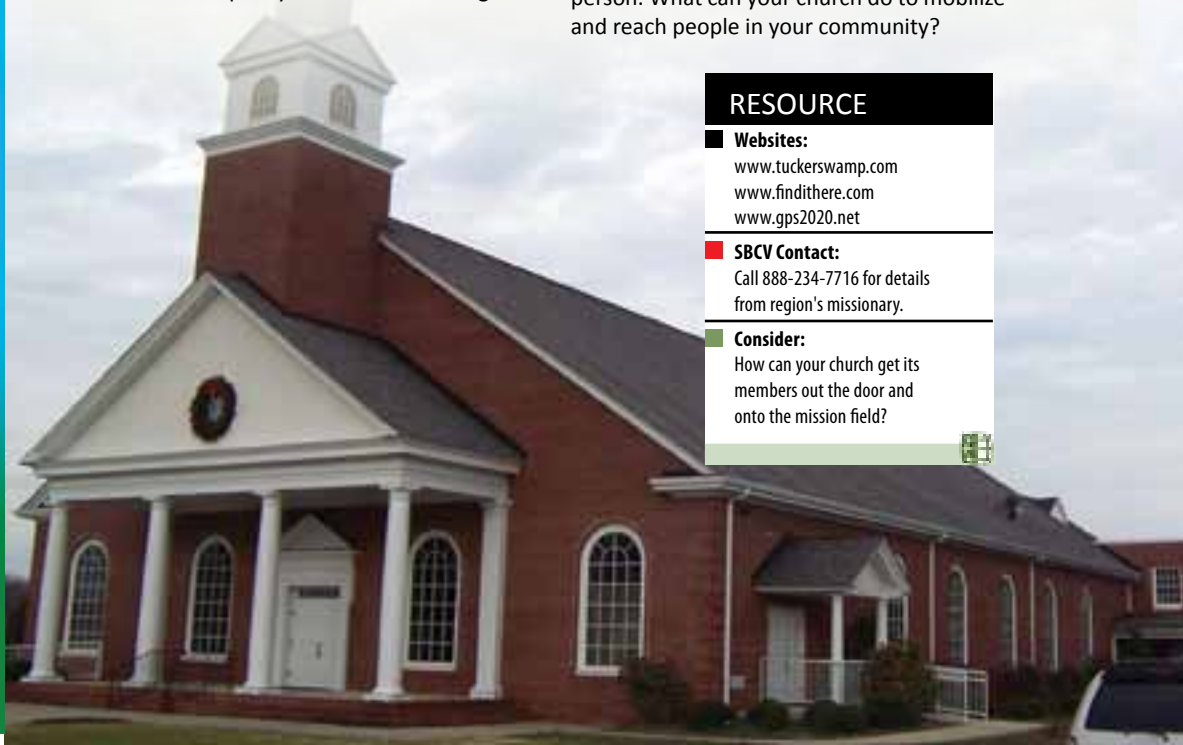 person. What can your church do to mobilize
and reach people in your community?
RESOURCE
Websites:
www.tuckerswamp.com
www.findithere.com
www.gps2020.net
SBCV Contact:
Call 888-234-7716 for details
from region's missionary.
Consider:
How can your church get its
members out the door and
onto the mission field?